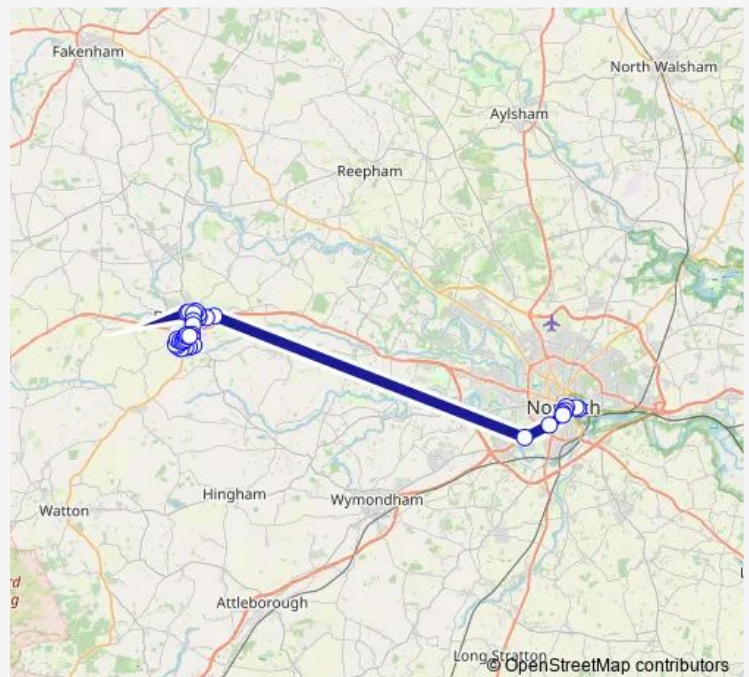 Fakenham
North Walsham
Aylsham
Reepham
Hingham
Wymondham
Watton
Attleborough
Long Stratton
© OpenStreetMap contributors